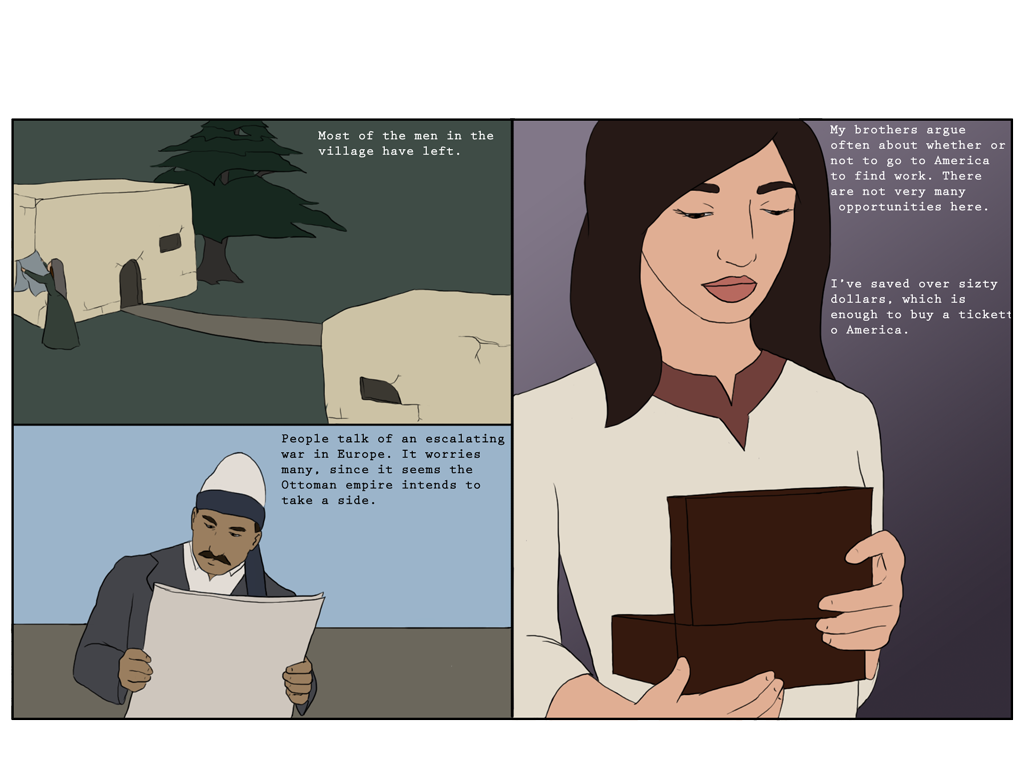 Most of the men in the
village have left.
People talk of an escalating
war in Europe. It worries
many, since it seems the
Ottoman empire intends to
take a side.
My brothers argue
often about whether or
not to go to America
to find work. There
are not very many
opportunities here.
I've saved over sizty
dollars, which is
enough to buy a tickett
o America.